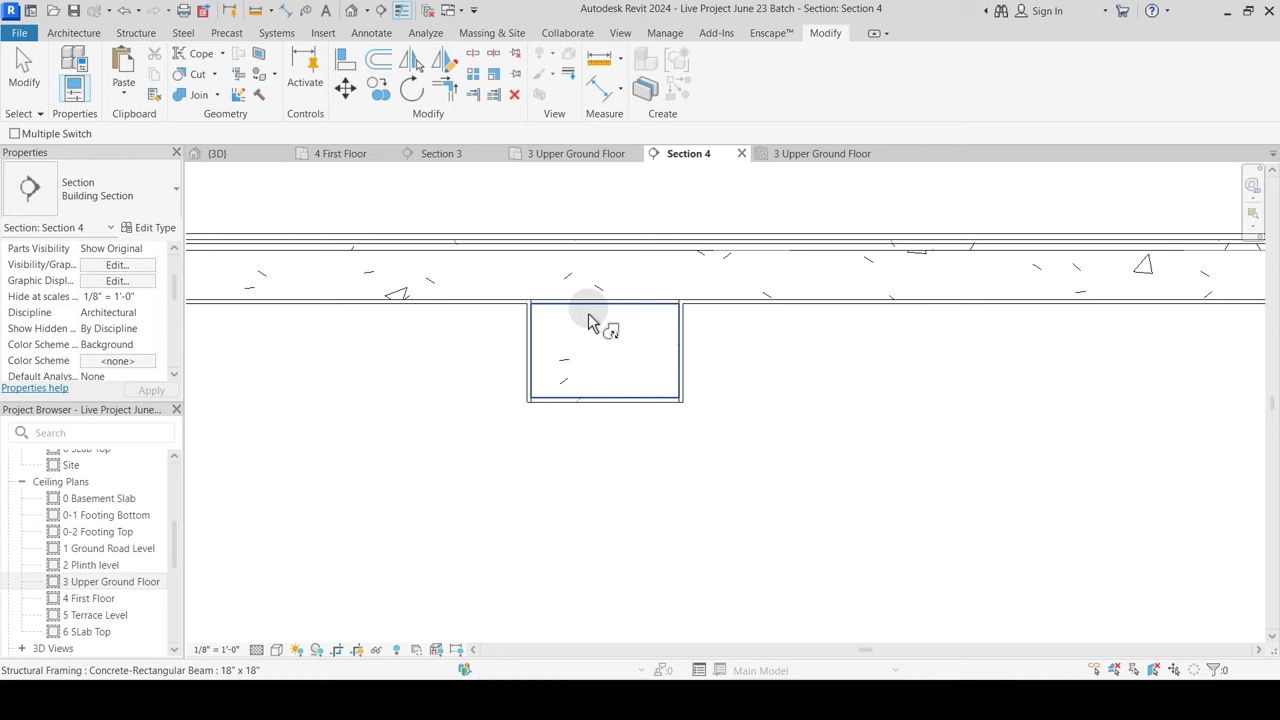 Autodesk Revit 2024 - Live Project June 23 Batch - Section: Section 4
Sign In
File Architecture Structure Steel Precast Systems Insert Annotate Analyze Massing & Site Collaborate View Manage Add-Ins Enscape™ Modify
Modify
Paste
Cope
Cut
Join
Activate
Select Properties Clipboard Geometry Controls Modify View Measure Create
Multiple Switch
Properties
{3D} 4 First Floor Section 3 3 Upper Ground Floor Section 4 3 Upper Ground Floor
Section
Building Section
Section: Section 4 Edit Type
Parts Visibility Show Original
Visibility/Grap... Edit...
Graphic Displ... Edit...
Hide at scales ... 1/8" = 1'-0"
Discipline Architectural
Show Hidden ... By Discipline
Color Scheme ... Background
Color Scheme <none>
Default Analys... None
Properties help Apply
Project Browser - Live Project June...
Search
0 SLab Top
Site
Ceiling Plans
0 Basement Slab
0-1 Footing Bottom
0-2 Footing Top
1 Ground Road Level
2 Plinth level
3 Upper Ground Floor
4 First Floor
5 Terrace Level
6 SLab Top
3D Views
1/8" = 1'-0"
Structural Framing : Concrete-Rectangular Beam : 18" x 18"
:0
Main Model
:0